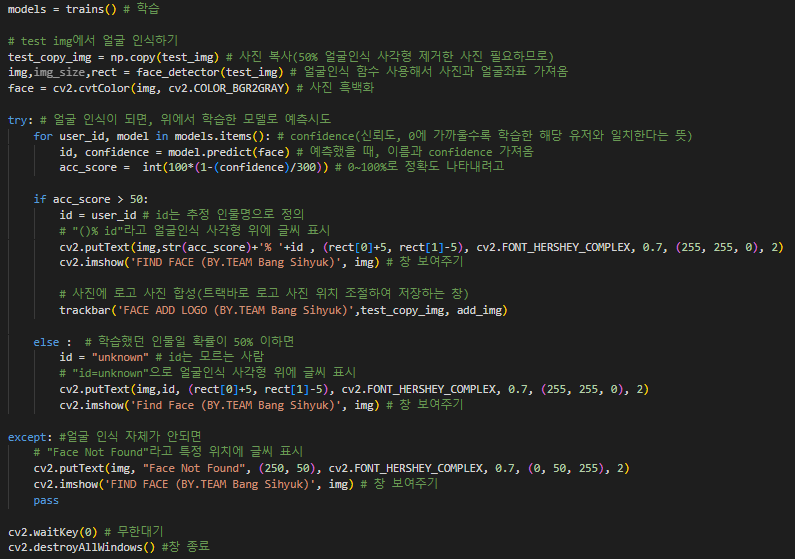 models = trains() # 학습
# test img에서 얼굴 인식하기
test_copy_img = np.copy(test_img) # 사진 복사(50% 얼굴인식 사각형 제거한 사진 필요하므로)
img,img_size,rect = face_detector(test_img) # 얼굴인식 함수 사용해서 사진과 얼굴좌표 가져옴
face = cv2.cvtColor(img, cv2.COLOR_BGR2GRAY) # 사진 흑백화
try: # 얼굴 인식이 되면, 위에서 학습한 모델로 예측시도
    for user_id, model in models.items(): # confidence(신뢰도, 0에 가까울수록 학습한 해당 유저와 일치한다는 뜻)
        id, confidence = model.predict(face) # 예측했을 때, 이름과 confidence 가져옴
        acc_score =  int(100*(1-(confidence)/300)) # 0~100%로 정확도 나타내려고
    if acc_score > 50:
        id = user_id # id는 추정 인물명으로 정의
        # "()% id"라고 얼굴인식 사각형 위에 글씨 표시
        cv2.putText(img,str(acc_score)+'% '+id , (rect[0]+5, rect[1]-5), cv2.FONT_HERSHEY_COMPLEX, 0.7, (255, 255, 0), 2)
        cv2.imshow('FIND FACE (BY.TEAM Bang Sihyuk)', img) # 창 보여주기
        # 사진에 로고 사진 합성(트랙바로 로고 사진 위치 조절하여 저장하는 창)
        trackbar('FACE ADD LOGO (BY.TEAM Bang Sihyuk)',test_copy_img, add_img)
    else :  # 학습했던 인물일 확률이 50% 이하면
        id = "unknown" # id는 모르는 사람
        # "id=unknown"으로 얼굴인식 사각형 위에 글씨 표시
        cv2.putText(img,id, (rect[0]+5, rect[1]-5), cv2.FONT_HERSHEY_COMPLEX, 0.7, (255, 255, 0), 2)
        cv2.imshow('Find Face (BY.TEAM Bang Sihyuk)', img) # 창 보여주기
except: #얼굴 인식 자체가 안되면
    # "Face Not Found"라고 특정 위치에 글씨 표시
    cv2.putText(img, "Face Not Found", (250, 50), cv2.FONT_HERSHEY_COMPLEX, 0.7, (0, 50, 255), 2)
    cv2.imshow('FIND FACE (BY.TEAM Bang Sihyuk)', img) # 창 보여주기
    pass
cv2.waitKey(0) # 무한대기
cv2.destroyAllWindows() #창 종료